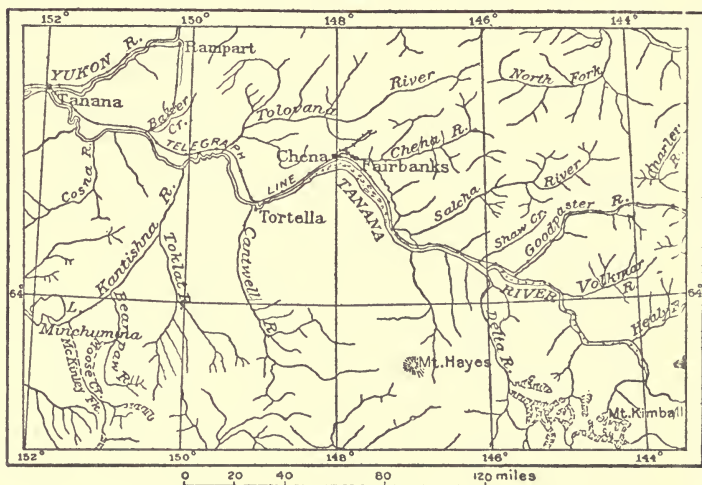 152° 150° 148° 146° 144°
YUKON R.
Rampart
Tanana
Baker Cr.
Tolovana River
North Fork
Charley R.
TELEGRAPH LINE
Chena
Chena R.
Fairbanks
Cosna R.
Salcha River
TANANA RIVER
Tortella
Shaw Cr.
Goodpaster R.
Kantishna R.
Toklat R.
Cantwell R.
Volkmar R.
64° 64°
L. Minchumina
Bear Paw R.
Delta R.
Healy R.
Mt. Hayes
McKinley Fk.
Moose Cr.
Mt. Kimball
152° 150° 148° 146° 144°
0 20 40 80 120 miles